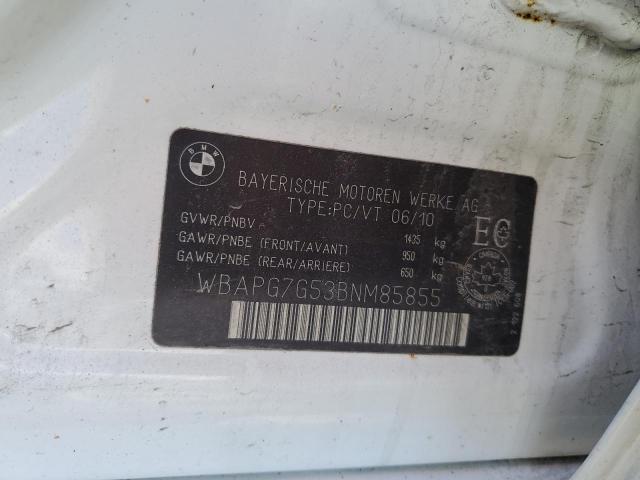 BMW
BAYERISCHE MOTOREN WERKE AG
TYPE:PC/VT 06/10
GVWR/PNBV 1435 kg
GAWR/PNBE (FRONT/AVANT) 950 kg
GAWR/PNBE (REAR/ARRIERE) 650 kg
EC
WBAPG7G53BNM85855